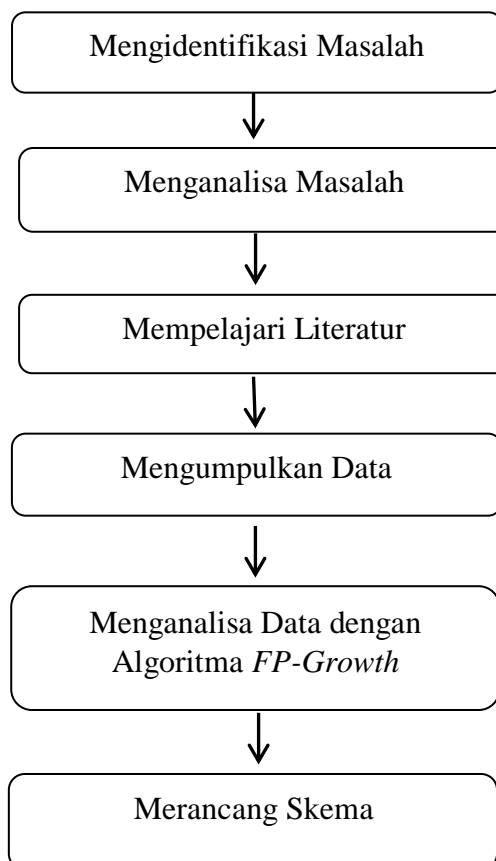 Mengidentifikasi Masalah
Menganalisa Masalah
Mempelajari Literatur
Mengumpulkan Data
Menganalisa Data dengan
Algoritma FP-Growth
Merancang Skema